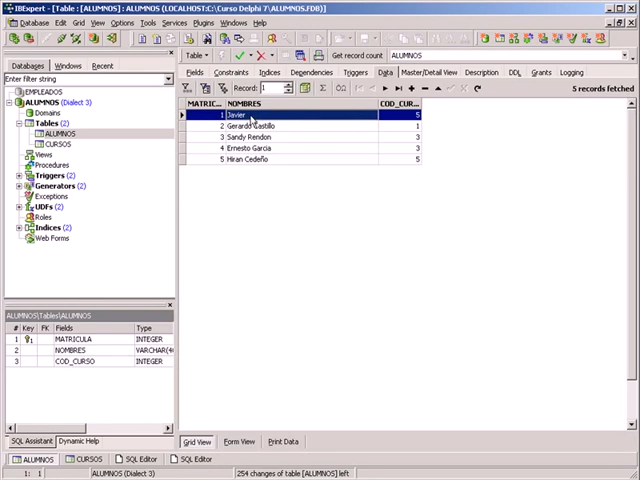 IBExpert - [Table : [ALUMNOS] : ALUMNOS (LOCALHOST:C:\Curso Delphi 7\ALUMNOS.FDB)]
Database Edit Grid View Options Tools Services Plugins Windows Help
Databases Windows Recent
Enter filter string
EMPLEADOS
ALUMNOS (Dialect 3)
Domains
Tables (2)
ALUMNOS
CURSOS
Views
Procedures
Triggers (2)
Generators (2)
Exceptions
UDFs (2)
Roles
Indices (2)
Web Forms
ALUMNOS\Tables\ALUMNOS
# Key FK Fields Type
1 1 MATRICULA INTEGER
2 NOMBRES VARCHAR(4
3 COD_CURSO INTEGER
SQL Assistant Dynamic Help
Table Get record count ALUMNOS
Fields Constraints Indices Dependencies Triggers Data Master/Detail View Description DDL Grants Logging
Record: 1 5 records fetched
MATRIC... NOMBRES COD_CUR...
1 Javier 5
2 Gerardo Castillo 1
3 Sandy Rendon 3
4 Ernesto Garcia 3
5 Hiran Cedeño 5
Grid View Form View Print Data
ALUMNOS CURSOS SQL Editor SQL Editor
1: 1 ALUMNOS (Dialect 3) 254 changes of table [ALUMNOS] left